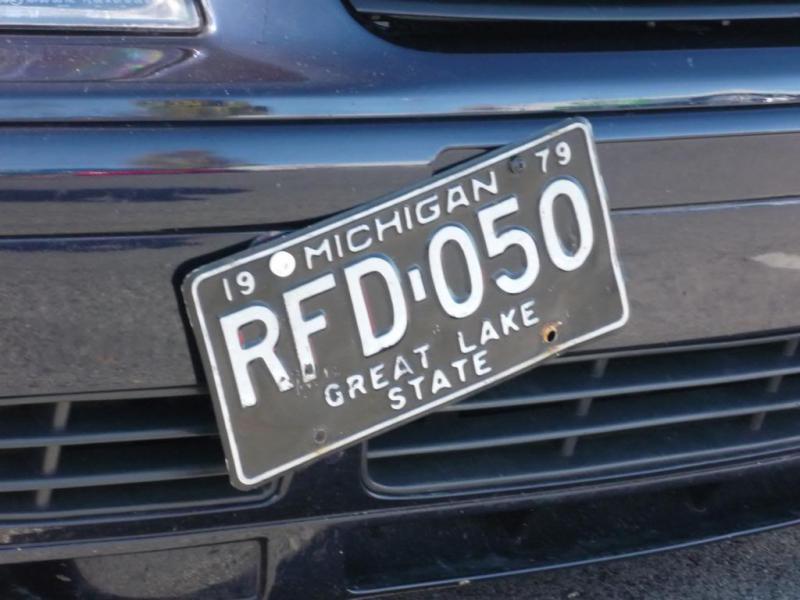 19 MICHIGAN 79
RFD·050
GREAT LAKE
STATE